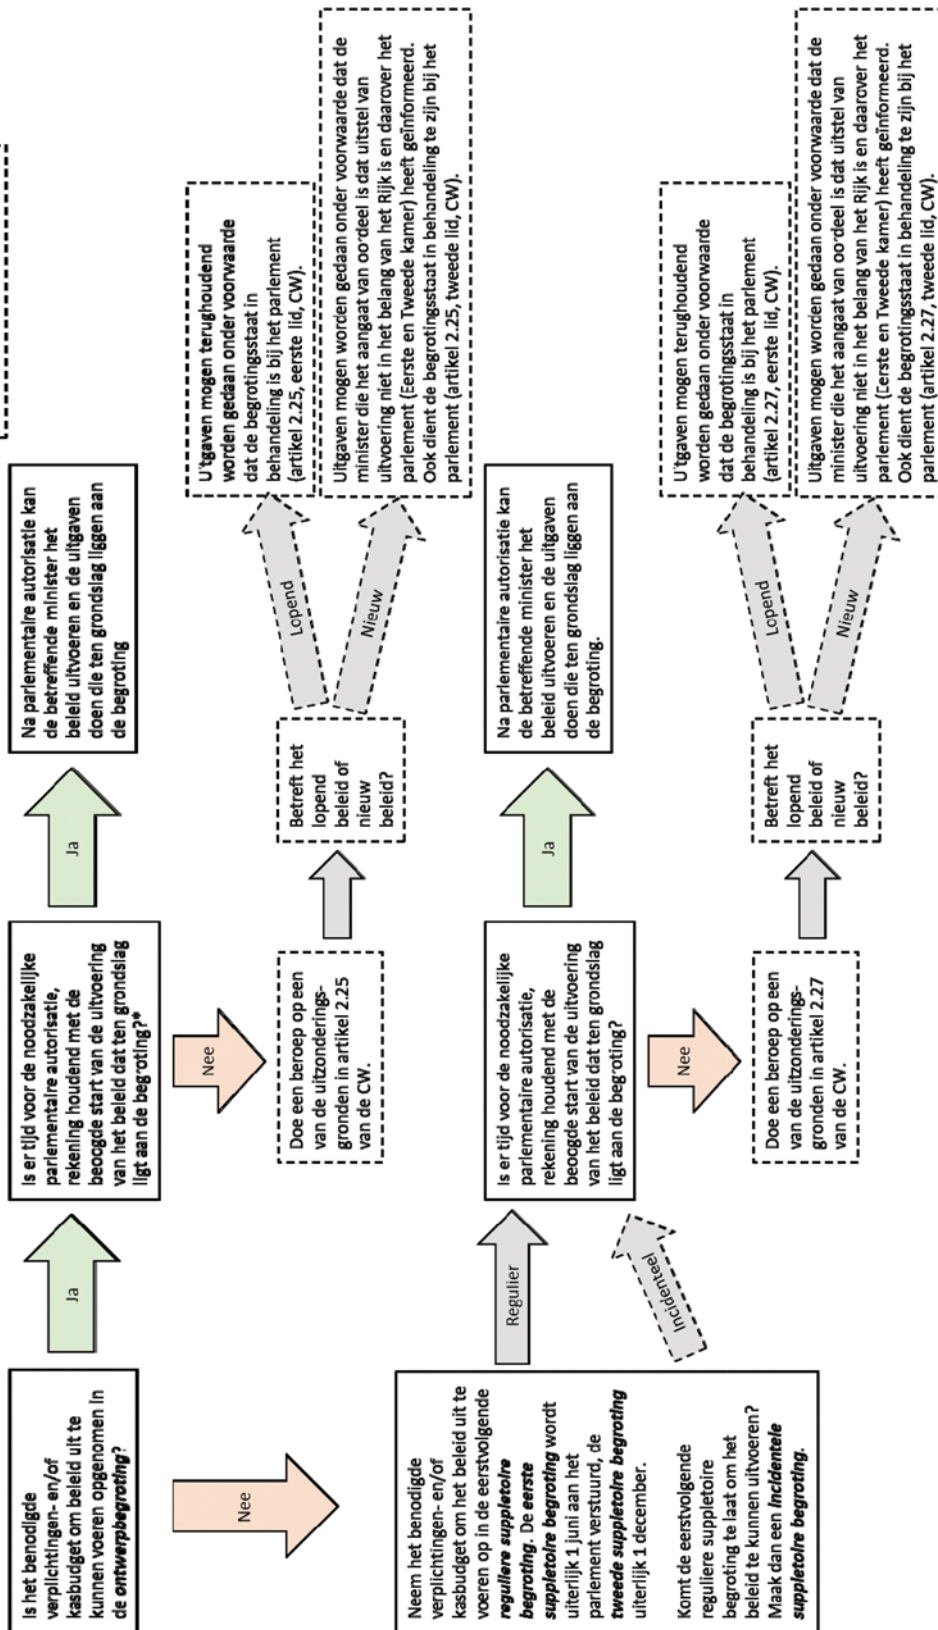 Is het benodigde
verplichtingen- en/of
kasbudget om beleid uit te
kunnen voeren opgenomen in
de ontwerpbegroting?
Ja
Is er tijd voor de noodzakelijke
parlementaire autorisatie,
rekening houdend met de
beoogde start van de uitvoering
van het beleid dat ten grondslag
ligt aan de begroting?*
Ja
Na parlementaire autorisatie kan
de betreffende minister het
beleid uitvoeren en de uitgaven
doen die ten grondslag liggen aan
de begroting
Nee
Doe een beroep op een
van de uitzonderings-
gronden in artikel 2.25
van de CW.
Betreft het
lopend
beleid of
nieuw
beleid?
Lopend
Uitgaven mogen terughoudend
worden gedaan onder voorwaarde
dat de begrotingsstaat in
behandeling is bij het parlement
(artikel 2.25, eerste lid, CW).
Nieuw
Uitgaven mogen worden gedaan onder voorwaarde dat de
minister die het aangaat van oordeel is dat uitstel van
uitvoering niet in het belang van het Rijk is en daarover het
parlement (Eerste en Tweede kamer) heeft geïnformeerd.
Ook dient de begrotingsstaat in behandeling te zijn bij het
parlement (artikel 2.25, tweede lid, CW).
Nee
Neem het benodigde
verplichtingen- en/of
kasbudget om het beleid uit te
voeren op in de eerstvolgende
reguliere suppletoire
begroting. De eerste
suppletoire begroting wordt
uiterlijk 1 juni aan het
parlement verstuurd, de
tweede suppletoire begroting
uiterlijk 1 december.
Komt de eerstvolgende
reguliere suppletoire
begroting te laat om het
beleid te kunnen uitvoeren?
Maak dan een incidentele
suppletoire begroting.
Regulier
Incidenteel
Is er tijd voor de noodzakelijke
parlementaire autorisatie,
rekening houdend met de
beoogde start van de uitvoering
van het beleid dat ten grondslag
ligt aan de begroting?
Ja
Na parlementaire autorisatie kan
de betreffende minister het
beleid uitvoeren en de uitgaven
doen die ten grondslag liggen aan
de begroting.
Nee
Doe een beroep op een
van de uitzonderings-
gronden in artikel 2.27
van de CW.
Betreft het
lopend
beleid of
nieuw
beleid?
Lopend
Uitgaven mogen terughoudend
worden gedaan onder voorwaarde
dat de begrotingsstaat in
behandeling is bij het parlement
(artikel 2.27, eerste lid, CW).
Nieuw
Uitgaven mogen worden gedaan onder voorwaarde dat de
minister die het aangaat van oordeel is dat uitstel van
uitvoering niet in het belang van het Rijk is en daarover het
parlement (Eerste en Tweede kamer) heeft geïnformeerd.
Ook dient de begrotingsstaat in behandeling te zijn bij het
parlement (artikel 2.27, tweede lid, CW).